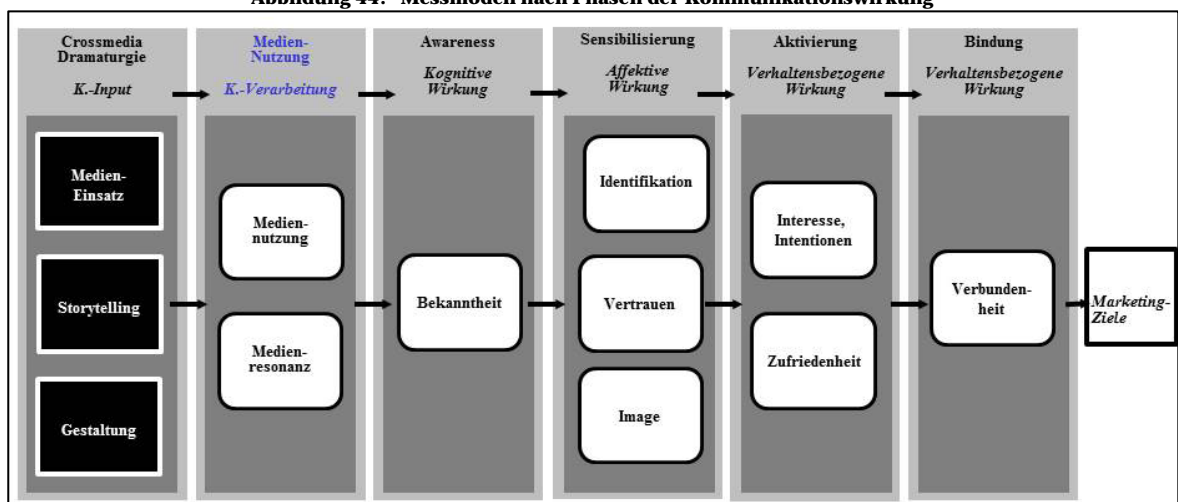 Abbildung 44: Messmodell nach Phasen der Kommunikationswirkung
Crossmedia
Dramaturgie
K.-Input
Medien-
Einsatz
Storytelling
Gestaltung
Medien-
Nutzung
K.-Verarbeitung
Medien-
nutzung
Medien-
resonanz
Awareness
Kognitive
Wirkung
Bekanntheit
Sensibilisierung
Affektive
Wirkung
Identifikation
Vertrauen
Image
Aktivierung
Verhaltensbezogene
Wirkung
Interesse,
Intentionen
Zufriedenheit
Bindung
Verhaltensbezogene
Wirkung
Verbunden-
heit
Marketing-
Ziele